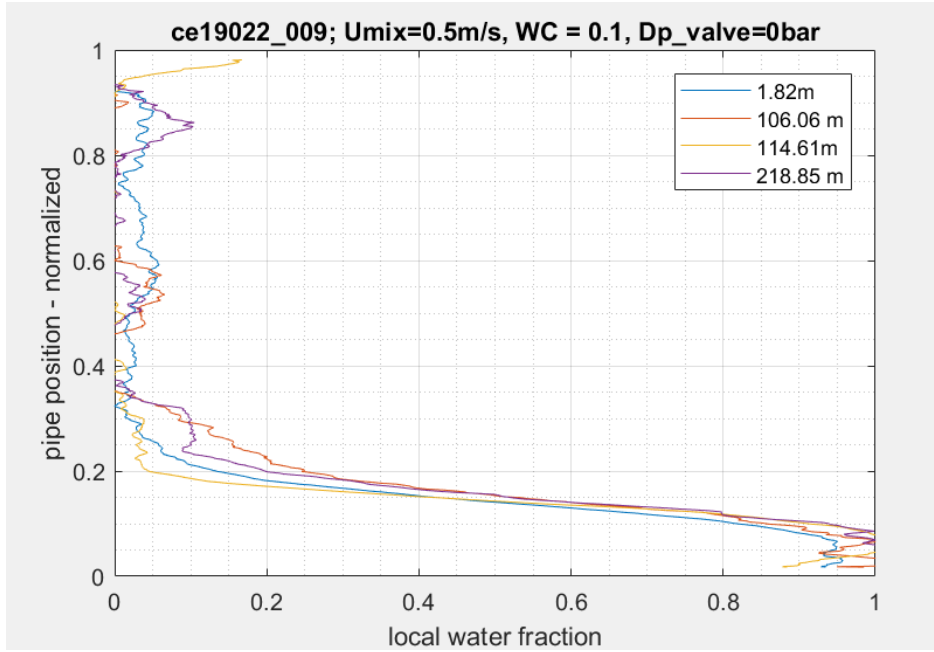 ce19022_009; Umix=0.5m/s, WC = 0.1, Dp_valve=0bar
1
0.8
0.6
0.4
0.2
0
pipe position - normalized
1.82m
106.06 m
114.61m
218.85 m
0
0.2
0.4
0.6
0.8
1
local water fraction